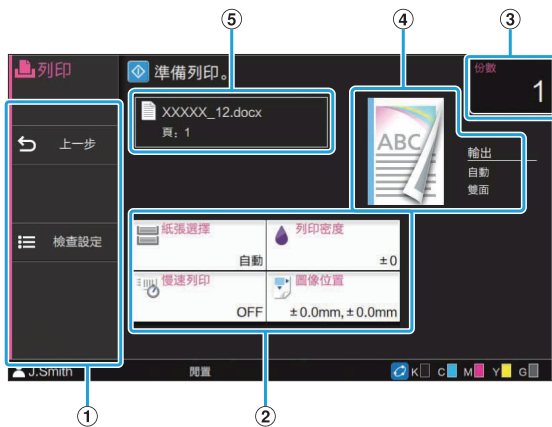 ⑤ ④ ③
列印
準備列印。
份數
1
XXXXX_12.docx
頁: 1
ABC
輸出
自動
雙面
上一步
檢查設定
紙張選擇
自動
列印密度
±0
慢速列印
OFF
圖像位置
±0.0mm, ±0.0mm
J.Smith
閒置
K C M Y G
① ②